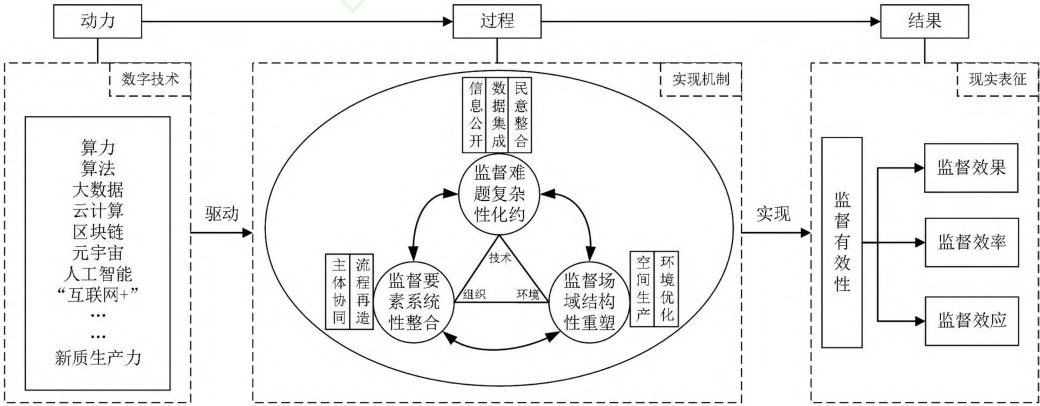 动力
过程
结果
数字技术
算力
算法
大数据
云计算
区块链
元宇宙
人工智能
“互联网+”
…
…
新质生产力
驱动
实现机制
信息公开
数据集成
民意整合
监督难
题复杂
性化约
技术
组织
环境
主体协同
流程再造
监督要
素系统
性整合
监督场
域结构
性重塑
空间生产
环境优化
实现
现实表征
监督有效性
监督效果
监督效率
监督效应